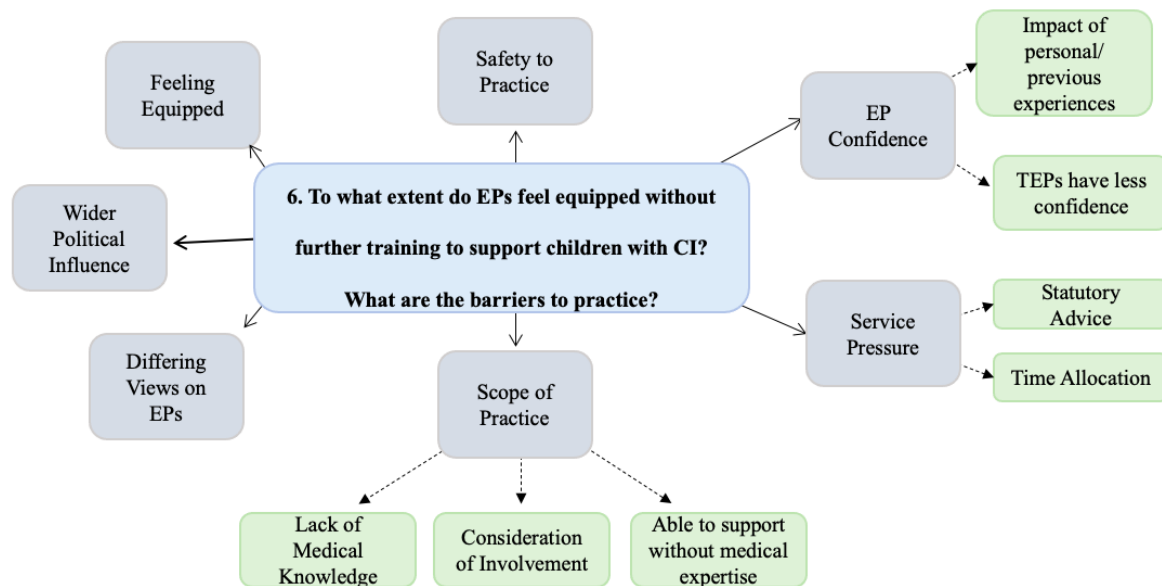 Feeling
Equipped
Safety to
Practice
EP
Confidence
Impact of
personal/
previous
experiences
TEPs have less
confidence
Wider
Political
Influence
6. To what extent do EPs feel equipped without
further training to support children with CI?
What are the barriers to practice?
Differing
Views on
EPs
Scope of
Practice
Service
Pressure
Statutory
Advice
Time Allocation
Lack of
Medical
Knowledge
Consideration
of Involvement
Able to support
without medical
expertise